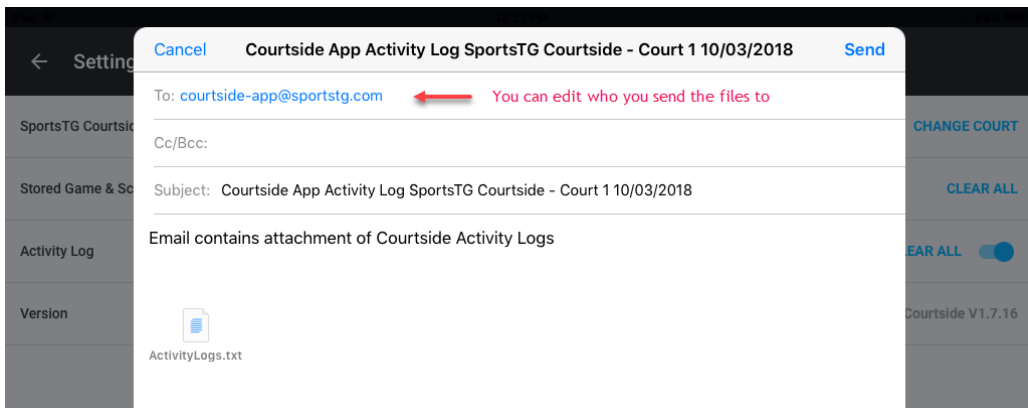 Cancel Courtside App Activity Log SportsTG Courtside - Court 1 10/03/2018 Send
← Setting
To: courtside-app@sportstg.com You can edit who you send the files to
SportsTG Courtsid CHANGE COURT
Cc/Bcc:
Stored Game & Sc CLEAR ALL
Subject: Courtside App Activity Log SportsTG Courtside - Court 1 10/03/2018
Email contains attachment of Courtside Activity Logs
Activity Log EAR ALL
Version Courtside V1.7.16
ActivityLogs.txt